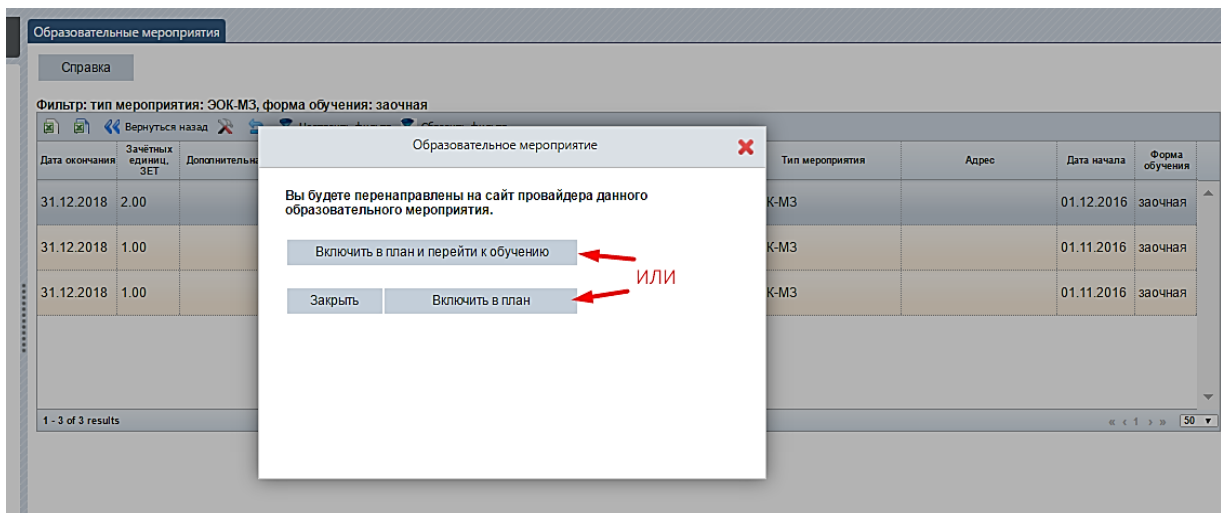 Образовательные мероприятия
Справка
Фильтр: тип мероприятия: ЭОК-МЗ, форма обучения: заочная
Вернуться назад
Дата окончания Зачётных единиц, ЗЕТ Тип мероприятия Адрес Дата начала Форма обучения
Образовательное мероприятие
31.12.2018 2.00 К-МЗ 01.12.2016 заочная
Вы будете перенаправлены на сайт провайдера данного
образовательного мероприятия.
31.12.2018 1.00 К-МЗ 01.11.2016 заочная
Включить в план и перейти к обучению
ИЛИ
31.12.2018 1.00 К-МЗ 01.11.2016 заочная
Закрыть Включить в план
1 - 3 of 3 results
« ‹ 1 › » 50